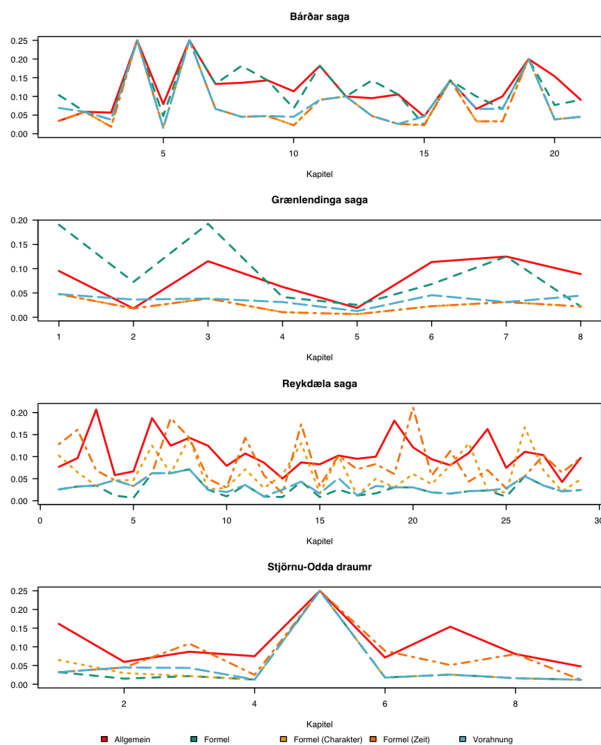 Bárðar saga
0.25
0.20
0.15
0.10
0.05
0.00
5 10 15 20
Kapitel
Grænlendinga saga
0.20
0.15
0.10
0.05
0.00
1 2 3 4 5 6 7 8
Kapitel
Reykdæla saga
0.20
0.15
0.10
0.05
0.00
0 5 10 15 20 25 30
Kapitel
Stjörnu-Odda draumr
0.25
0.20
0.15
0.10
0.05
0.00
2 4 6 8
Kapitel
Allgemein Formel Formel (Charakter) Formel (Zeit) Vorahnung